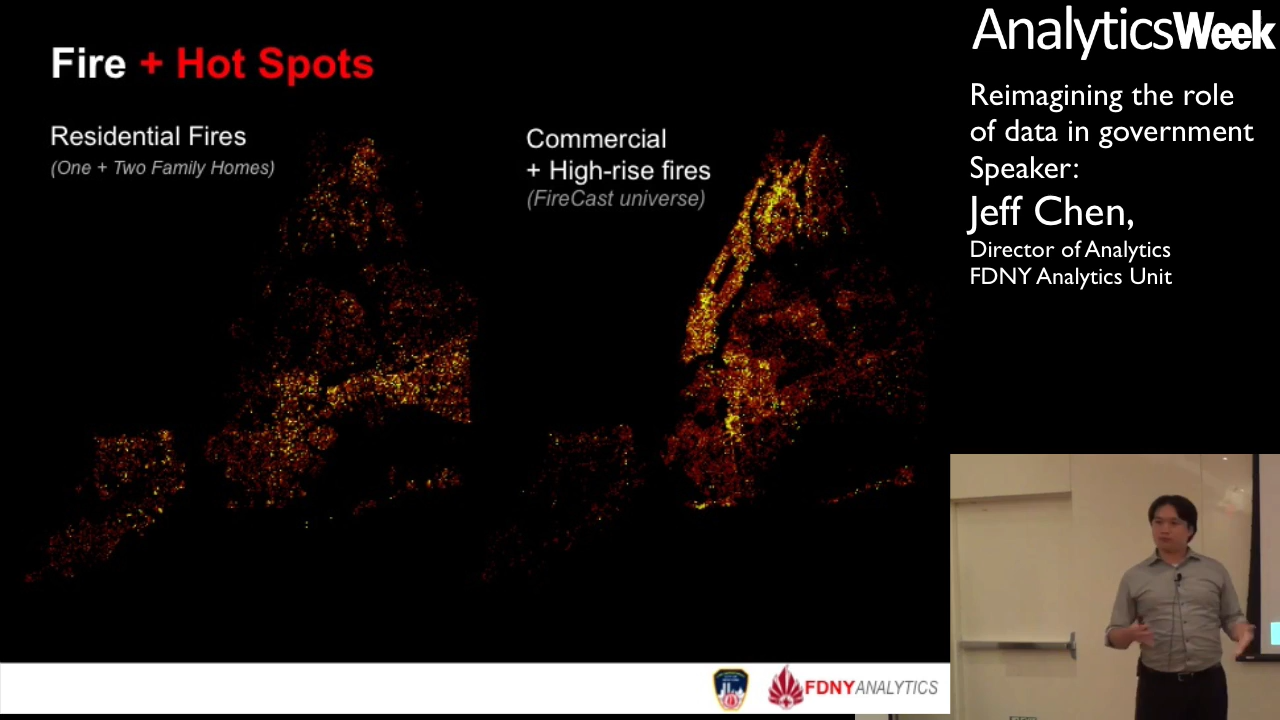 Fire + Hot Spots
Residential Fires
(One + Two Family Homes)
Commercial
+ High-rise fires
(FireCast universe)
FDNYANALYTICS
AnalyticsWeek
Reimagining the role
of data in government
Speaker:
Jeff Chen,
Director of Analytics
FDNY Analytics Unit